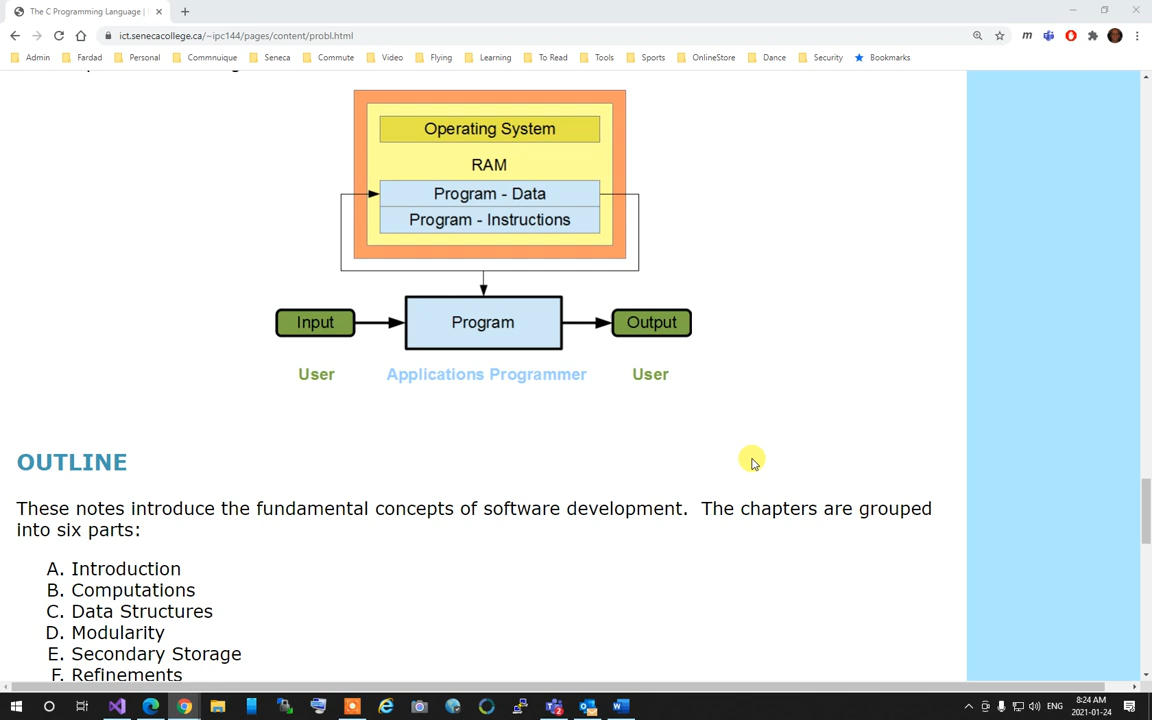 The C Programming Language |
ict.senecacollege.ca/~ipc144/pages/content/probl.html
Admin Fardad Personal Commnuique Seneca Commute Video Flying Learning To Read Tools Sports OnlineStore Dance Security Bookmarks
Operating System
RAM
Program - Data
Program - Instructions
Input Program Output
User Applications Programmer User
OUTLINE
These notes introduce the fundamental concepts of software development. The chapters are grouped
into six parts:
A. Introduction
B. Computations
C. Data Structures
D. Modularity
E. Secondary Storage
F. Refinements
ENG 8:24 AM
2021-01-24